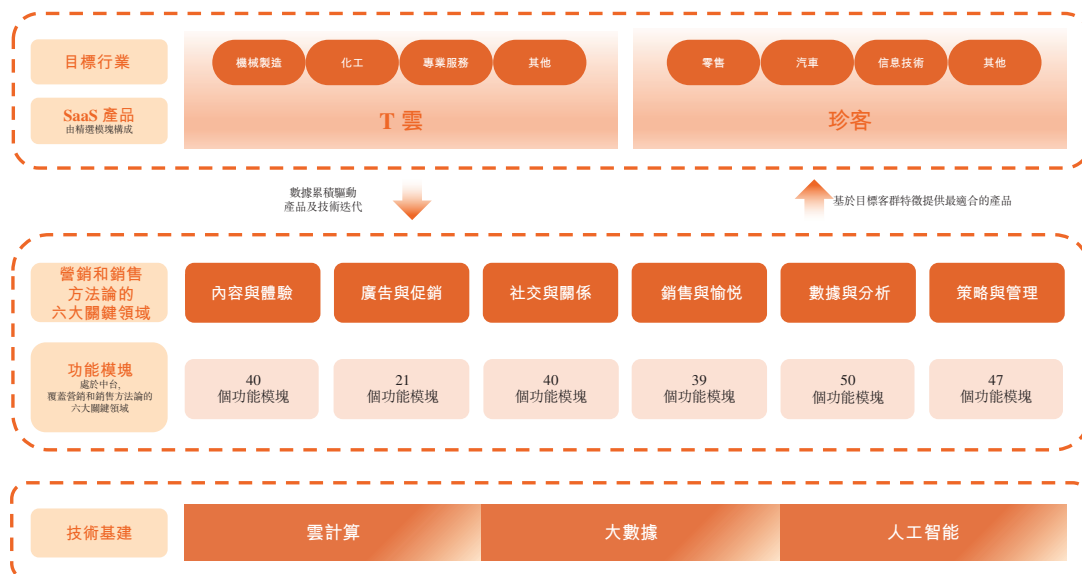 目標行業
機械製造
化工
專業服務
其他
零售
汽車
信息技術
其他
SaaS 產品
由精選模塊構成
T 雲
珍客
數據累積驅動
產品及技術迭代
基於目標客群特徵提供最適合的產品
營銷和銷售
方法論的
六大關鍵領域
內容與體驗
廣告與促銷
社交與關係
銷售與愉悅
數據與分析
策略與管理
功能模塊
處於中台,
覆蓋營銷和銷售方法論的
六大關鍵領域
40
個功能模塊
21
個功能模塊
40
個功能模塊
39
個功能模塊
50
個功能模塊
47
個功能模塊
技術基建
雲計算
大數據
人工智能